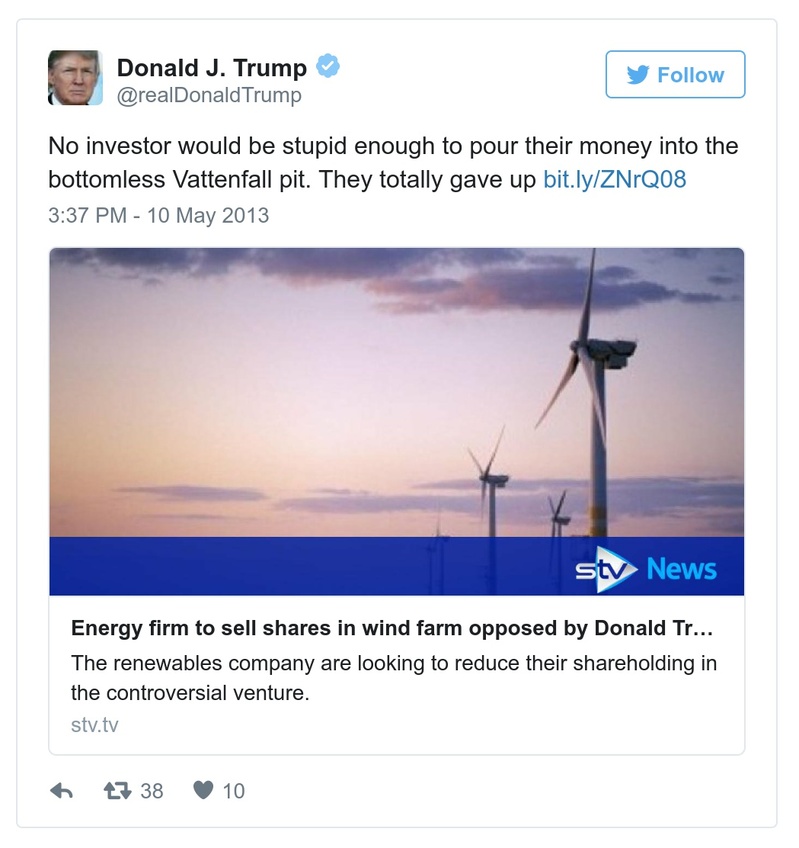 Donald J. Trump
@realDonaldTrump
Follow
No investor would be stupid enough to pour their money into the
bottomless Vattenfall pit. They totally gave up bit.ly/ZNrQ08
3:37 PM - 10 May 2013
stv News
Energy firm to sell shares in wind farm opposed by Donald Tr…
The renewables company are looking to reduce their shareholding in
the controversial venture.
stv.tv
38 10